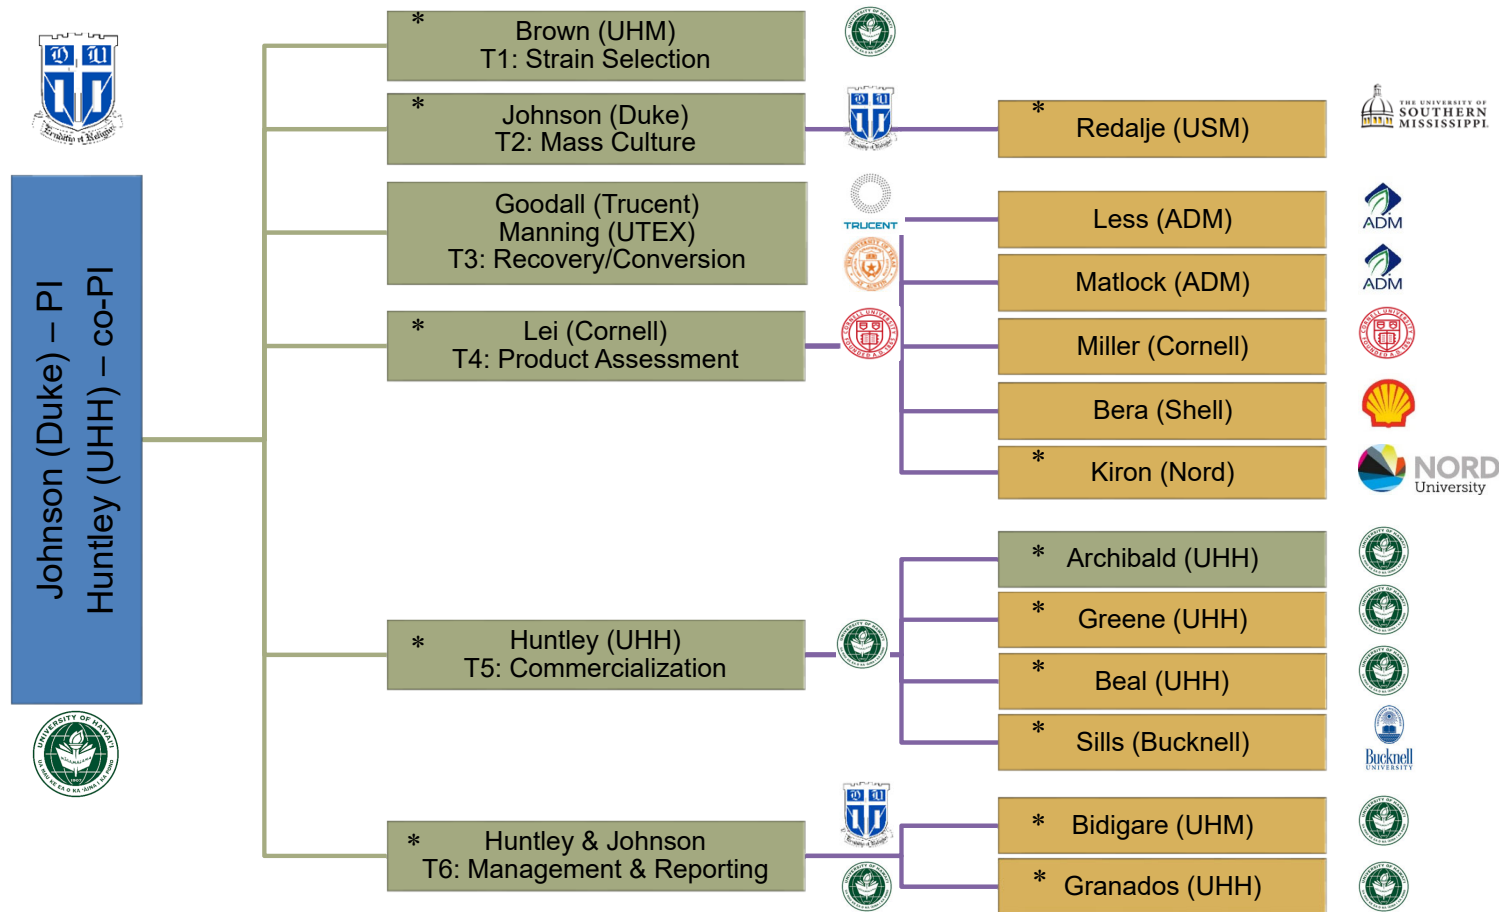 Johnson (Duke) – PI
Huntley (UHH) – co-PI
*
Brown (UHM)
T1: Strain Selection
*
Johnson (Duke)
T2: Mass Culture
*
Redalje (USM)
THE UNIVERSITY OF
SOUTHERN
MISSISSIPPI.
Goodall (Trucent)
Manning (UTEX)
T3: Recovery/Conversion
TRUCENT
Less (ADM)
ADM
Matlock (ADM)
ADM
*
Lei (Cornell)
T4: Product Assessment
Miller (Cornell)
Bera (Shell)
*
Kiron (Nord)
NORD
University
*
Huntley (UHH)
T5: Commercialization
*
Archibald (UHH)
*
Greene (UHH)
*
Beal (UHH)
*
Sills (Bucknell)
Bucknell
UNIVERSITY
*
Huntley & Johnson
T6: Management & Reporting
*
Bidigare (UHM)
*
Granados (UHH)
UNIVERSITY OF HAWAI'I